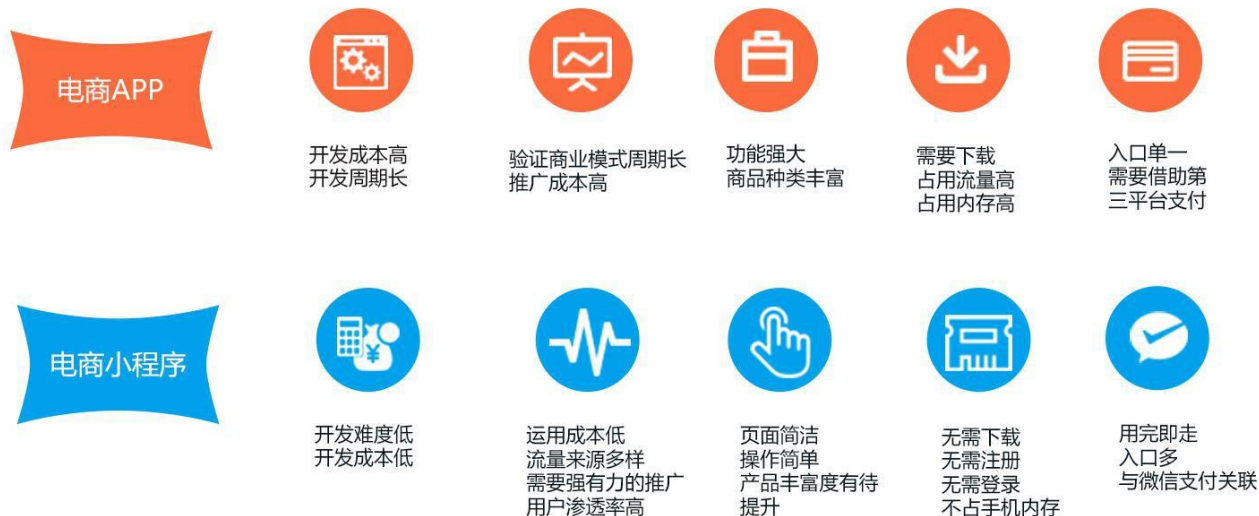 电商APP
开发成本高
开发周期长
验证商业模式周期长
推广成本高
功能强大
商品种类丰富
需要下载
占用流量高
占用内存高
入口单一
需要借助第
三平台支付
电商小程序
¥
开发难度低
开发成本低
运用成本低
流量来源多样
需要强有力的推广
用户渗透率高
页面简洁
操作简单
产品丰富度有待
提升
无需下载
无需注册
无需登录
不占手机内存
用完即走
入口多
与微信支付关联